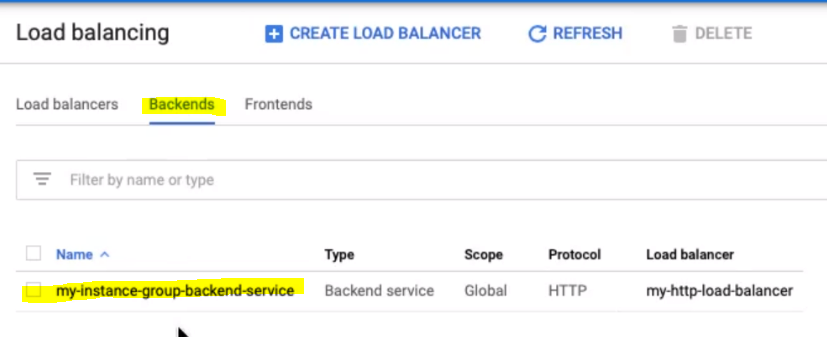 Load balancing CREATE LOAD BALANCER REFRESH DELETE
Load balancers Backends Frontends
Filter by name or type
Name Type Scope Protocol Load balancer
my-instance-group-backend-service Backend service Global HTTP my-http-load-balancer